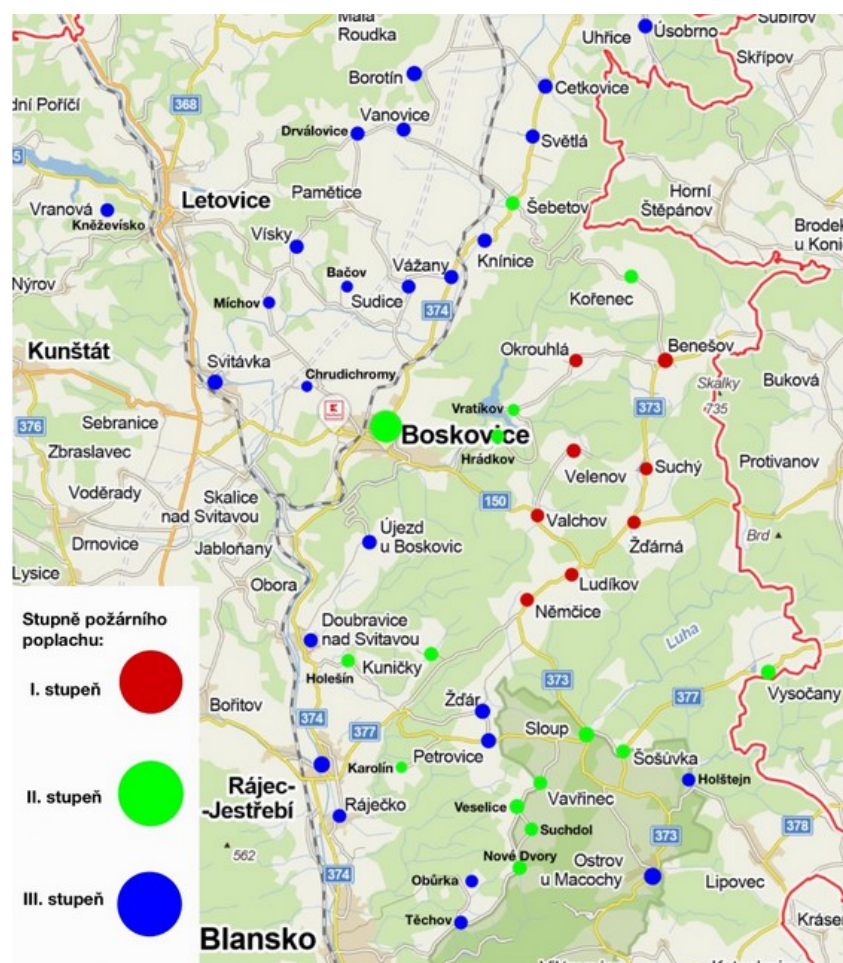 Malá
Roudka
Uhřice
Úsobrno
Subířov
Skřípov
Borotín
Cetkovice
dní Poříčí
368
Vanovice
Drválovice
Světlá
Pamětice
Letovice
Vranová
Kněževísko
Šebetov
Horní
Štěpánov
Brodek
u Konic
Vísky
Knínice
Nýrov
Bačov
Vážany
Kořenec
Míchov
Sudice
374
Kunštát
Okrouhlá
Benešov
Svitávka
Chrudichromy
Skalky
735
Buková
373
Vratíkov
376
Sebranice
Boskovice
Zbraslavec
Hrádkov
Velenov
Suchý
Protivanov
Voděrady
Skalice
nad Svitavou
150
Valchov
Žďárná
Brd
Drnovice
Jabloňany
Újezd
u Boskovic
Lysice
Obora
Ludíkov
Němčice
Stupně požárního
poplachu:
Doubravice
nad Svitavou
Luha
I. stupeň
Holešín
Kuničky
373
377
Vysočany
Bořitov
374
377
Žďár
Sloup
Petrovice
Šošůvka
Karolín
Holštejn
Rájec-
-Jestřebí
II. stupeň
Vavřinec
Veselice
Ráječko
Suchdol
373
378
562
Nové Dvory
Ostrov
u Macochy
374
Obůrka
Lipovec
III. stupeň
Těchov
Blansko
Krásen